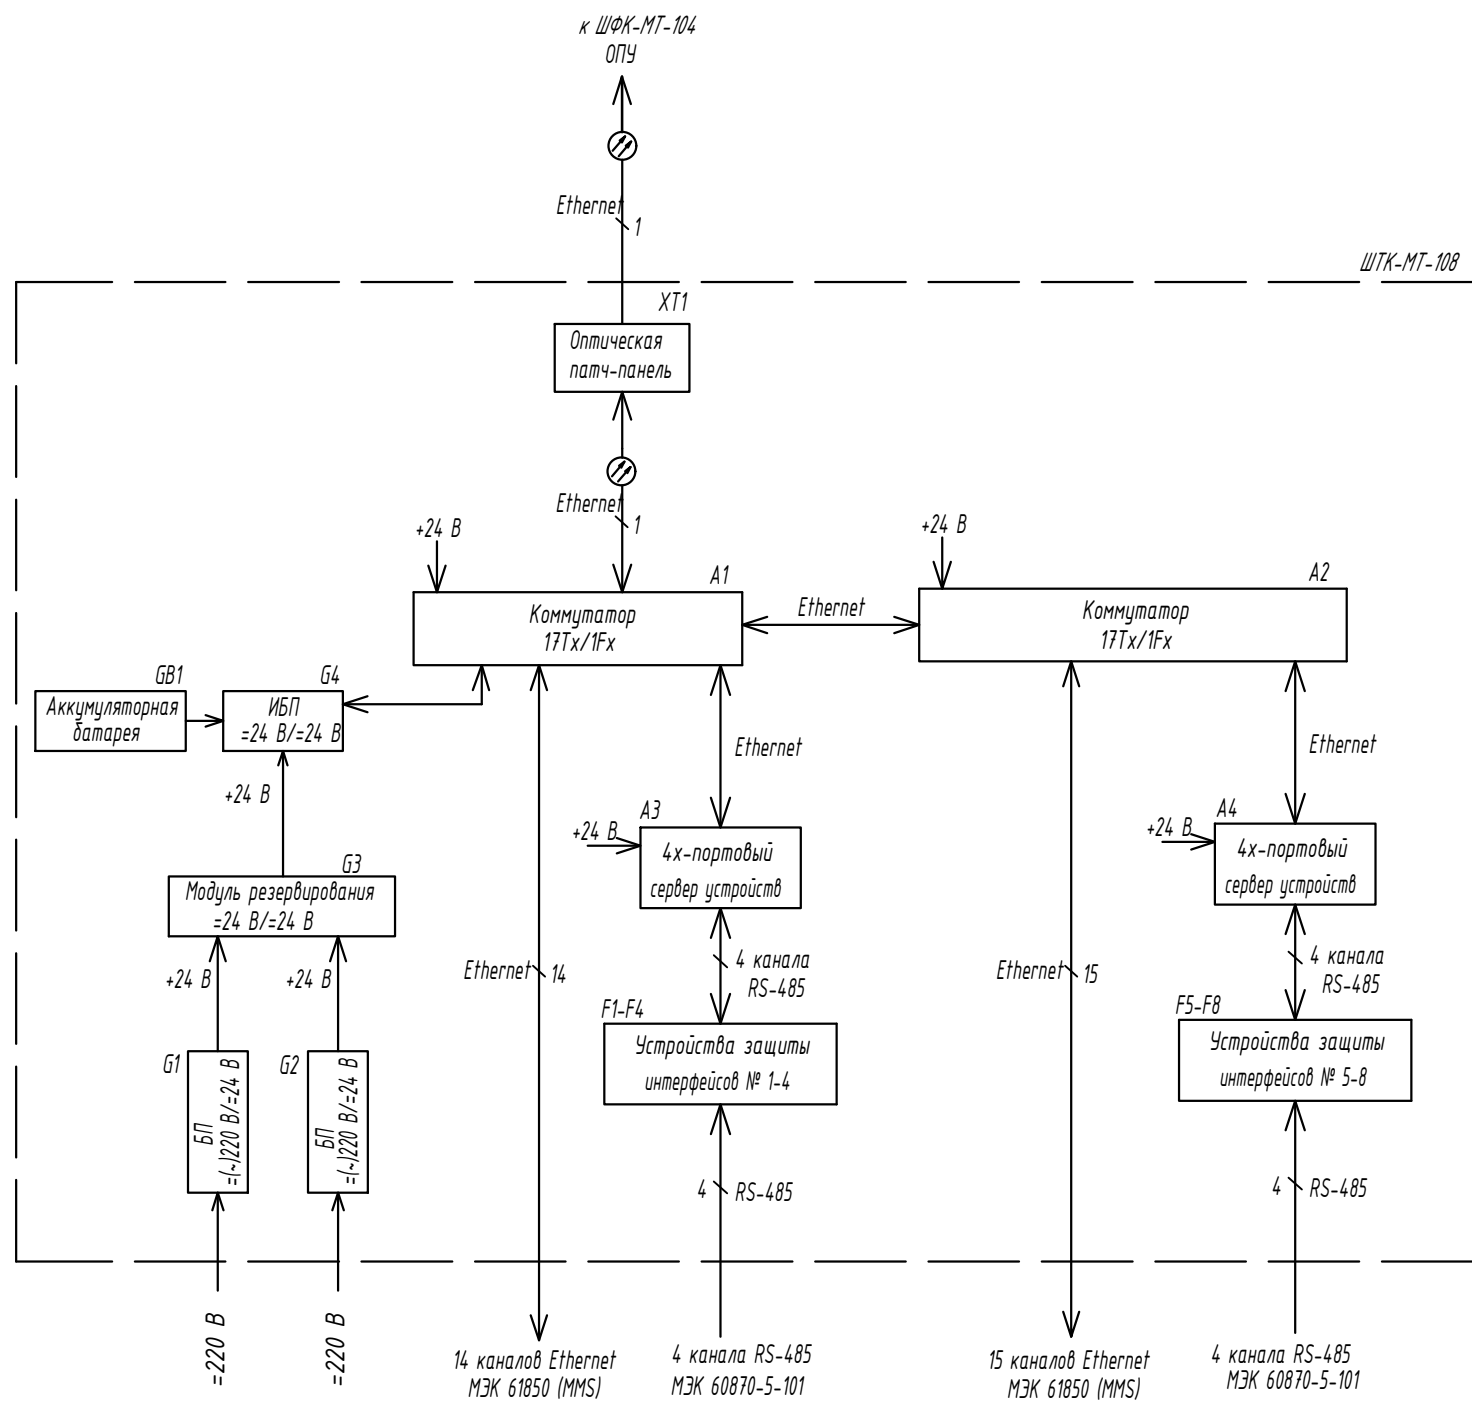 к ШФК-МТ-104
ОПУ
Ethernet
1
ШТК-МТ-108
XT1
Оптическая
патч-панель
Ethernet
1
+24 В
+24 В
A1
A2
Коммутатор
17Tx/1Fx
Ethernet
Коммутатор
17Tx/1Fx
GB1
Аккумуляторная
батарея
G4
ИБП
=24 В/=24 В
Ethernet
Ethernet
+24 В
A3
+24 В
4х-портовый
сервер устройств
A4
+24 В
4х-портовый
сервер устройств
G3
Модуль резервирования
=24 В/=24 В
+24 В
+24 В
Ethernet
14
4 канала
RS-485
Ethernet
15
4 канала
RS-485
F1-F4
Устройства защиты
интерфейсов № 1-4
F5-F8
Устройства защиты
интерфейсов № 5-8
G1
БП
=(~)220 В/=24 В
G2
БП
=(~)220 В/=24 В
4
RS-485
4
RS-485
=220 В
=220 В
14 каналов Ethernet
МЭК 61850 (MMS)
4 канала RS-485
МЭК 60870-5-101
15 каналов Ethernet
МЭК 61850 (MMS)
4 канала RS-485
МЭК 60870-5-101